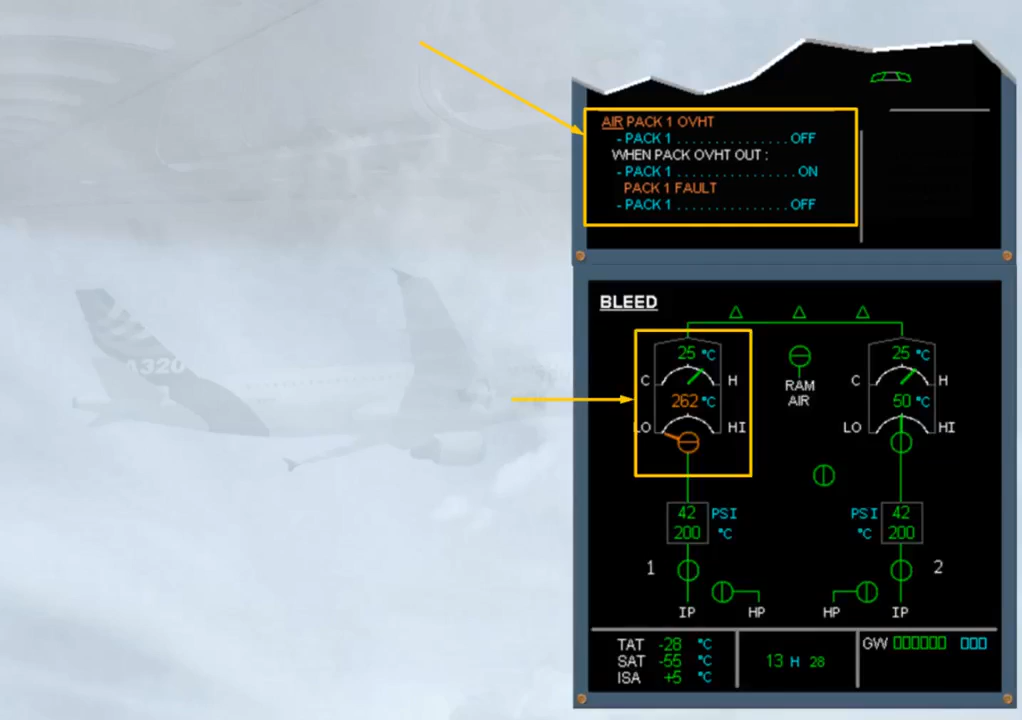 A320
AIR PACK 1 OVHT
- PACK 1 . . . . . . . . . . . . . . . OFF
WHEN PACK OVHT OUT :
- PACK 1 . . . . . . . . . . . . . . . . ON
PACK 1 FAULT
- PACK 1 . . . . . . . . . . . . . . . OFF
BLEED
25 °C 25 °C
C H RAM AIR C H
262 °C 50 °C
LO HI LO HI
42 PSI PSI 42
200 °C °C 200
1 2
IP HP HP IP
TAT -28 °C GW
SAT -55 °C 13 H 28
ISA +5 °C